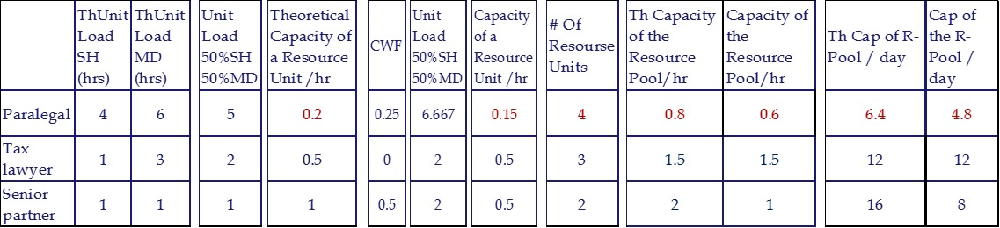 ThUnit Load SH (hrs) | ThUnit Load MD (hrs) | Unit Load 50%SH 50%MD | Theoretical Capacity of a Resource Unit /hr | CWF | Unit Load 50%SH 50%MD | Capacity of a Resource Unit /hr | # Of Resourse Units | Th Capacity of the Resource Pool/hr | Capacity of the Resource Pool/hr | Th Cap of R-Pool / day | Cap of the R-Pool / day
Paralegal | 4 | 6 | 5 | 0.2 | 0.25 | 6.667 | 0.15 | 4 | 0.8 | 0.6 | 6.4 | 4.8
Tax lawyer | 1 | 3 | 2 | 0.5 | 0 | 2 | 0.5 | 3 | 1.5 | 1.5 | 12 | 12
Senior partner | 1 | 1 | 1 | 1 | 0.5 | 2 | 0.5 | 2 | 2 | 1 | 16 | 8